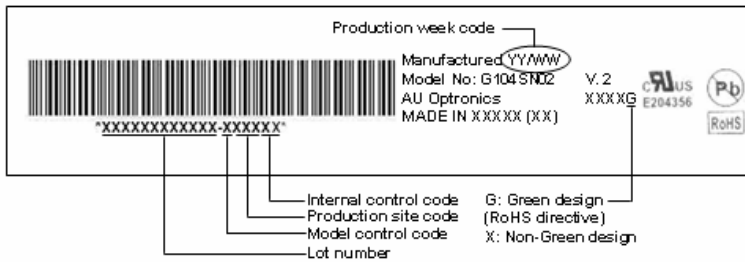 Production week code
Manufactured YY/WW
Model No: G104SN02 V.2
AU Optronics XXXXG
MADE IN XXXXX (XX)
*XXXXXXXXXXXX-XXXXXX*
c RU US
E204356
Pb
RoHS
Internal control code
Production site code
Model control code
Lot number
G: Green design
(RoHS directive)
X: Non-Green design